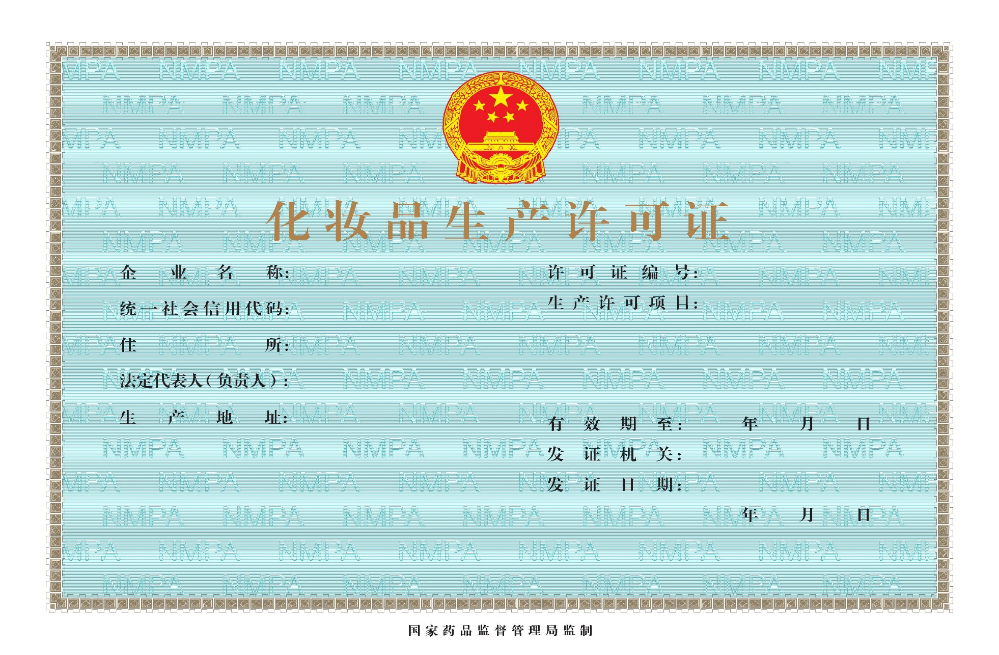 化妆品生产许可证
企业名称:
统一社会信用代码:
住所:
法定代表人(负责人):
生产地址:
许可证编号:
生产许可项目:
有效期至: 年 月 日
发证机关:
发证日期:
年 月 日
国家药品监督管理局监制
NMPA